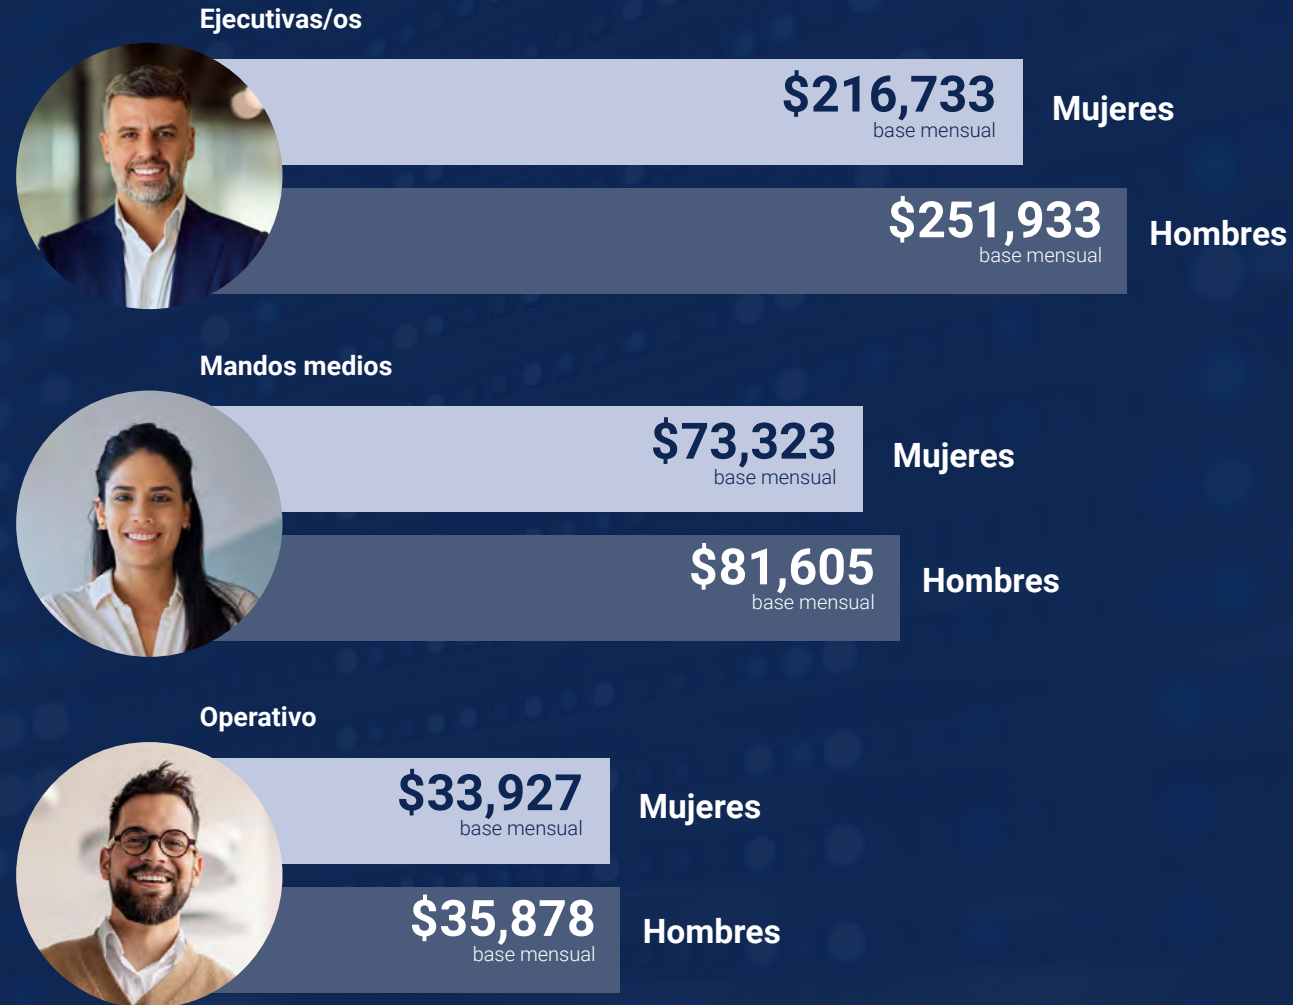 Ejecutivas/os
$216,733
base mensual
Mujeres
$251,933
base mensual
Hombres
Mandos medios
$73,323
base mensual
Mujeres
$81,605
base mensual
Hombres
Operativo
$33,927
base mensual
Mujeres
$35,878
base mensual
Hombres